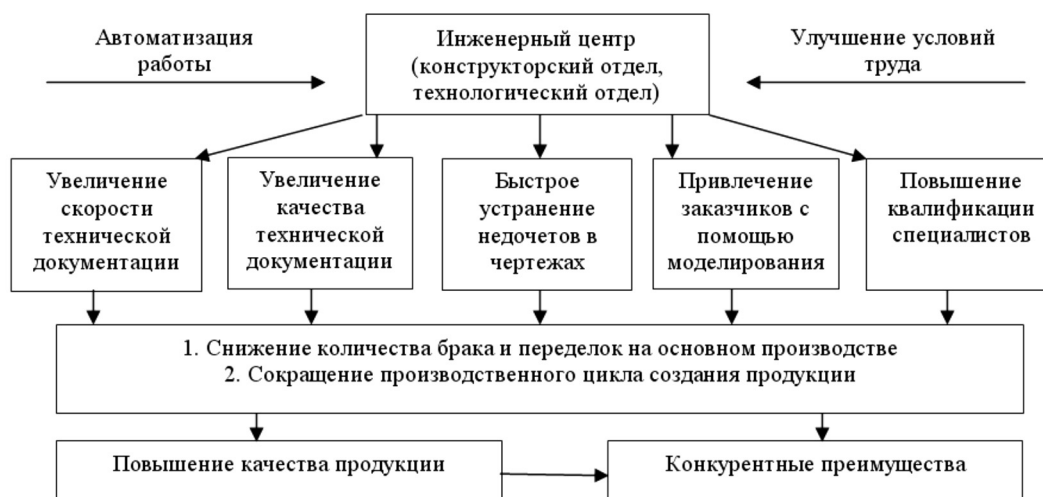 Автоматизация
работы
Инженерный центр
(конструкторский отдел,
технологический отдел)
Улучшение условий
труда
Увеличение
скорости
технической
документации
Увеличение
качества
технической
документации
Быстрое
устранение
недочетов в
чертежах
Привлечение
заказчиков с
помощью
моделирования
Повышение
квалификации
специалистов
1. Снижение количества брака и переделок на основном производстве
2. Сокращение производственного цикла создания продукции
Повышение качества продукции
Конкурентные преимущества